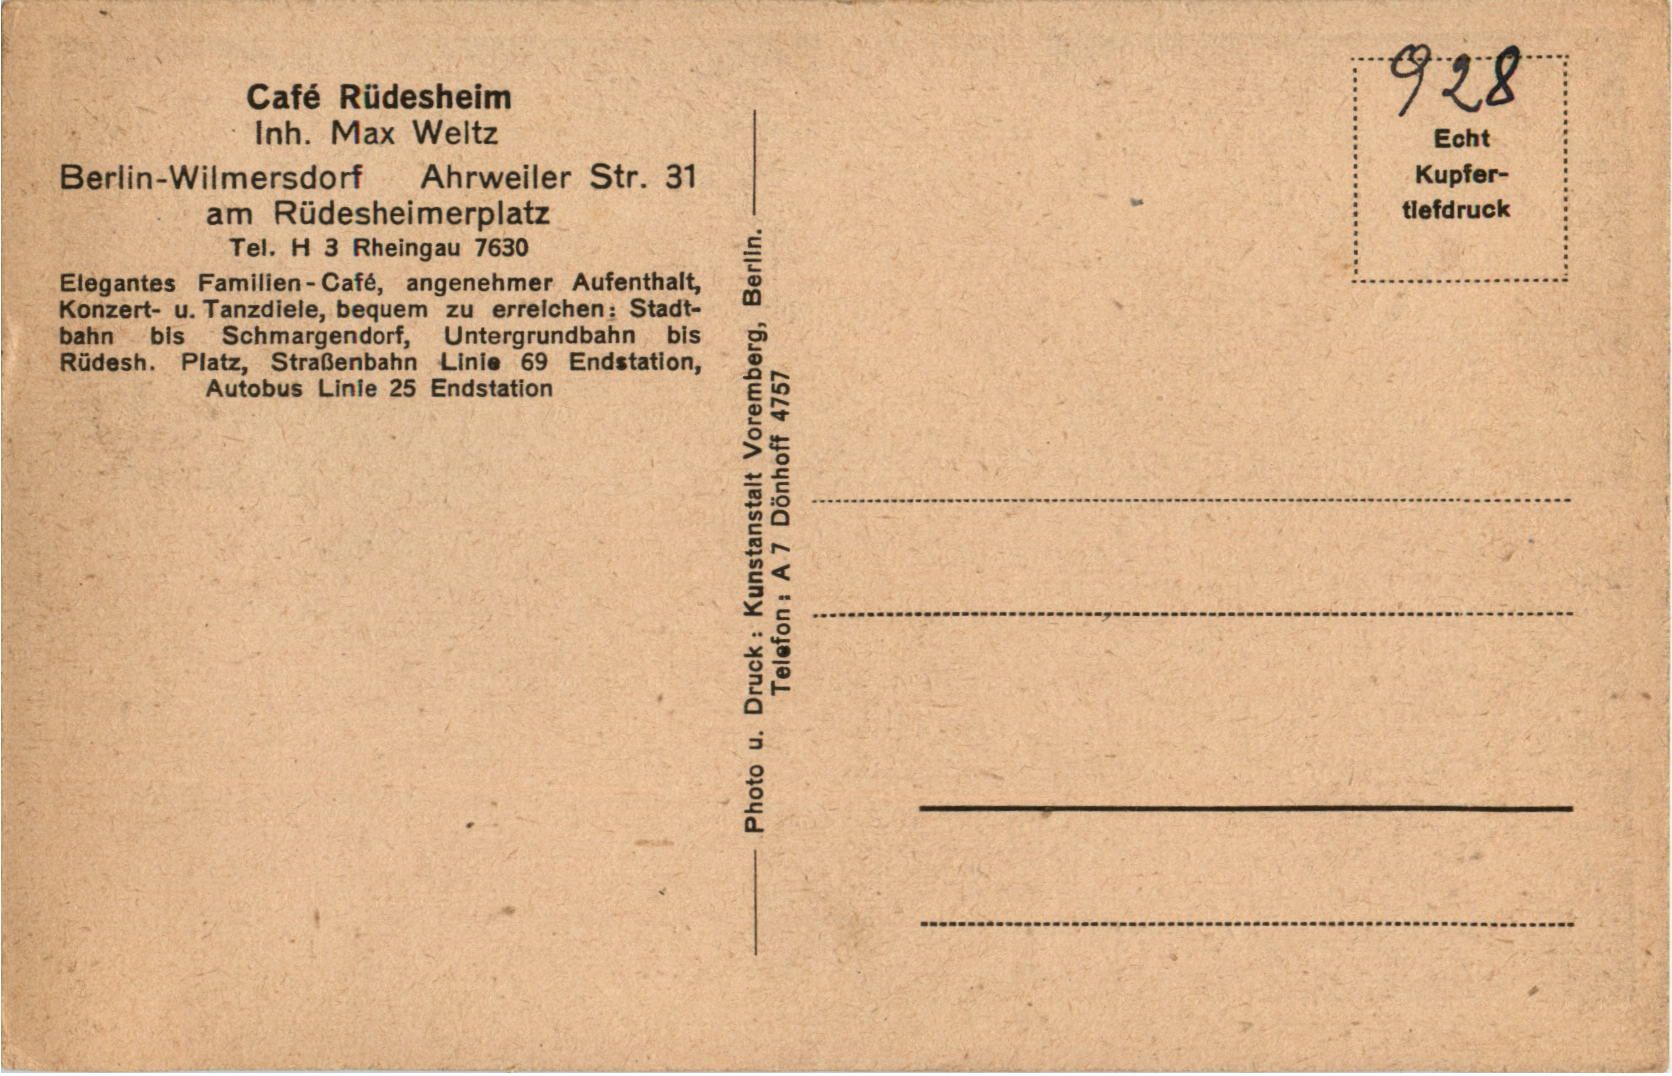 Café Rüdesheim
Inh. Max Weltz
Berlin-Wilmersdorf Ahrweiler Str. 31
am Rüdesheimerplatz
Tel. H 3 Rheingau 7630
Elegantes Familien-Café, angenehmer Aufenthalt,
Konzert- u. Tanzdiele, bequem zu erreichen: Stadt-
bahn bis Schmargendorf, Untergrundbahn bis
Rüdesh. Platz, Straßenbahn Linie 69 Endstation,
Autobus Linie 25 Endstation
Photo u. Druck: Kunstanstalt Voremberg, Berlin.
Telefon: A 7 Dönhoff 4757
928
Echt
Kupfer-
tiefdruck